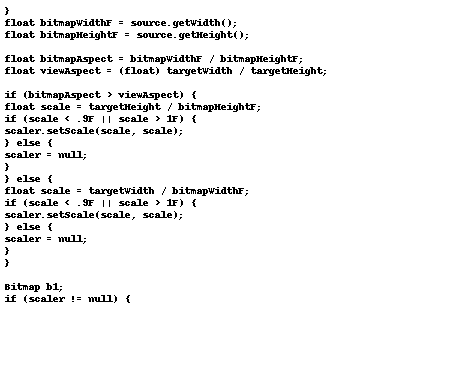 }
float bitmapWidthF = source.getWidth();
float bitmapHeightF = source.getHeight();
float bitmapAspect = bitmapWidthF / bitmapHeightF;
float viewAspect = (float) targetWidth / targetHeight;
if (bitmapAspect > viewAspect) {
float scale = targetHeight / bitmapHeightF;
if (scale < .9F || scale > 1F) {
scaler.setScale(scale, scale);
} else {
scaler = null;
}
} else {
float scale = targetWidth / bitmapWidthF;
if (scale < .9F || scale > 1F) {
scaler.setScale(scale, scale);
} else {
scaler = null;
}
}
Bitmap b1;
if (scaler != null) {